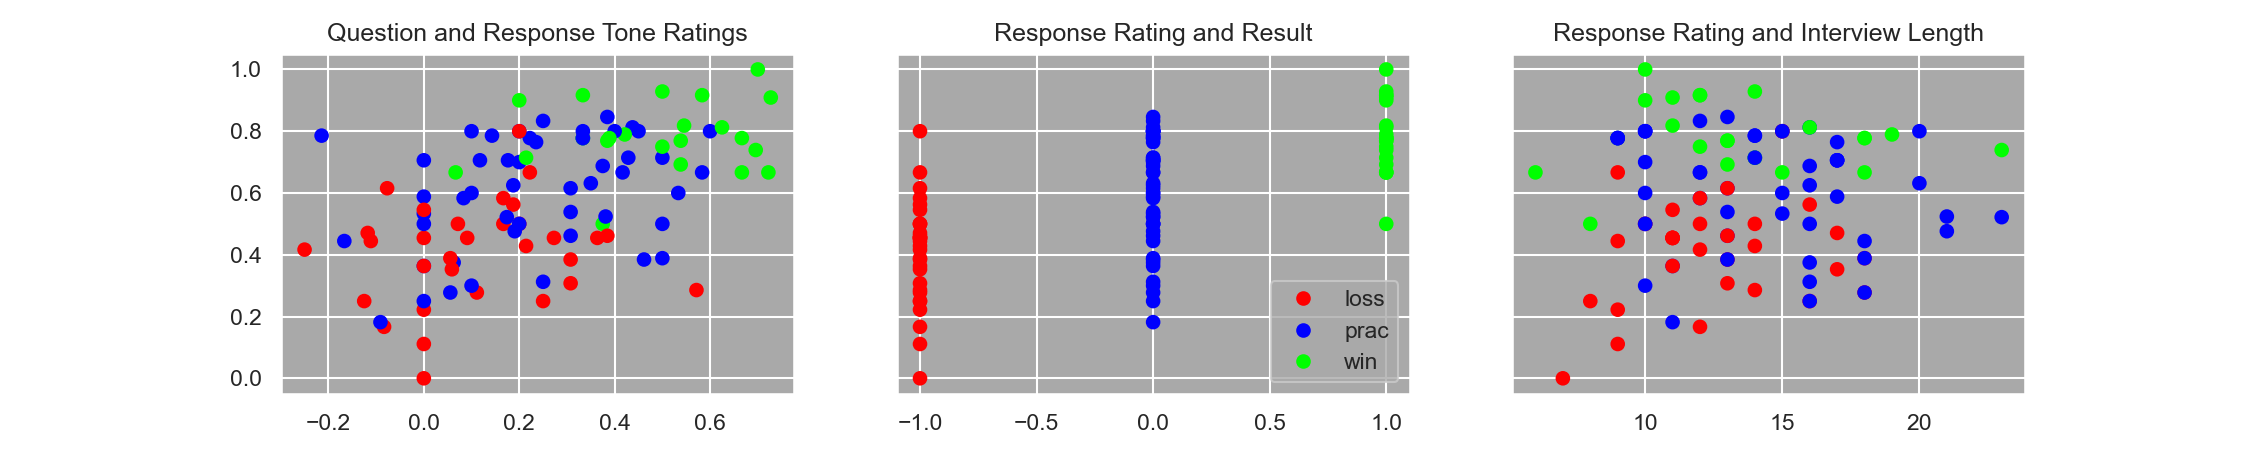 Question and Response Tone Ratings
Response Rating and Result
Response Rating and Interview Length
1.0
0.8
0.6
0.4
0.2
0.0
−0.2 0.0 0.2 0.4 0.6
loss
prac
win
−1.0 −0.5 0.0 0.5 1.0
10 15 20